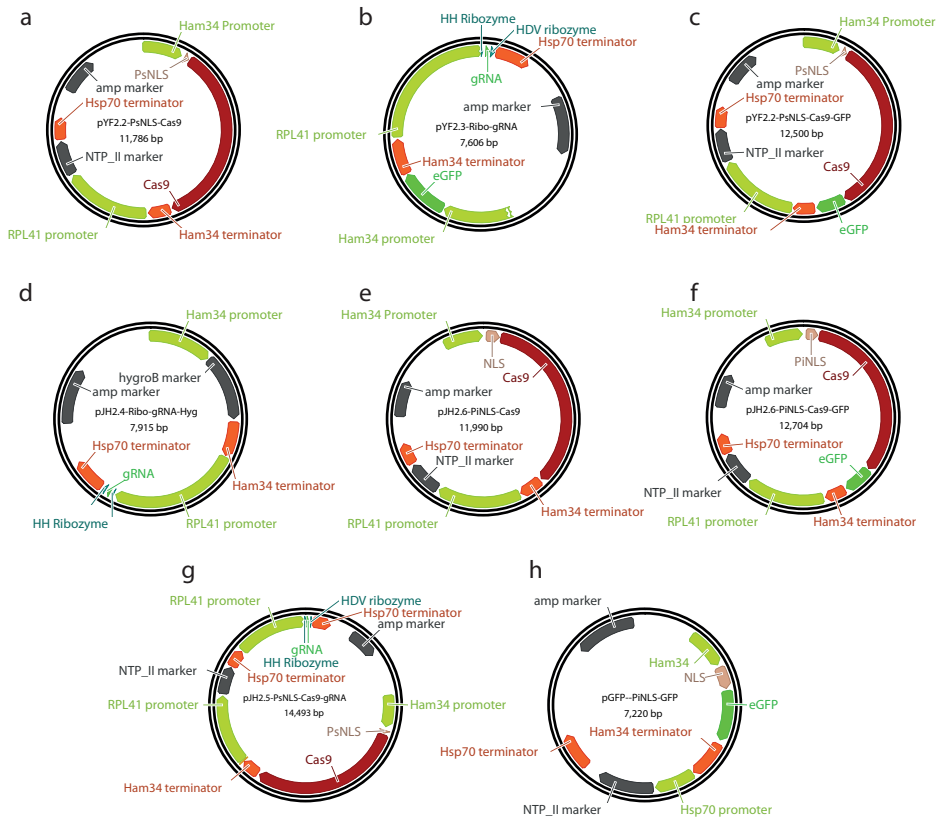 a
Ham34 Promoter
PsNLS
amp marker
Hsp70 terminator
pYF2.2-PsNLS-Cas9
11,786 bp
NTP_II marker
Cas9
RPL41 promoter
Ham34 terminator
b
HH Ribozyme
HDV ribozyme
Hsp70 terminator
gRNA
amp marker
RPL41 promoter
pYF2.3-Ribo-gRNA
7,606 bp
Ham34 terminator
eGFP
Ham34 promoter
c
Ham34 Promoter
PsNLS
amp marker
Hsp70 terminator
pYF2.2-PsNLS-Cas9-GFP
12,500 bp
NTP_II marker
Cas9
RPL41 promoter
Ham34 terminator
eGFP
d
Ham34 promoter
hygroB marker
amp marker
pJH2.4-Ribo-gRNA-Hyg
7,915 bp
Hsp70 terminator
gRNA
Ham34 terminator
HH Ribozyme
RPL41 promoter
e
Ham34 Promoter
NLS
Cas9
amp marker
pJH2.6-PiNLS-Cas9
11,990 bp
Hsp70 terminator
NTP_II marker
RPL41 promoter
Ham34 terminator
f
Ham34 promoter
PiNLS
Cas9
amp marker
pJH2.6-PiNLS-Cas9-GFP
12,704 bp
Hsp70 terminator
eGFP
NTP_II marker
RPL41 promoter
Ham34 terminator
g
RPL41 promoter
HDV ribozyme
Hsp70 terminator
amp marker
gRNA
HH Ribozyme
NTP_II marker
Hsp70 terminator
pJH2.5-PsNLS-Cas9-gRNA
14,493 bp
RPL41 promoter
Ham34 promoter
PsNLS
Cas9
Ham34 terminator
h
amp marker
Ham34
NLS
pGFP--PiNLS-GFP
7,220 bp
eGFP
Ham34 terminator
Hsp70 terminator
NTP_II marker
Hsp70 promoter